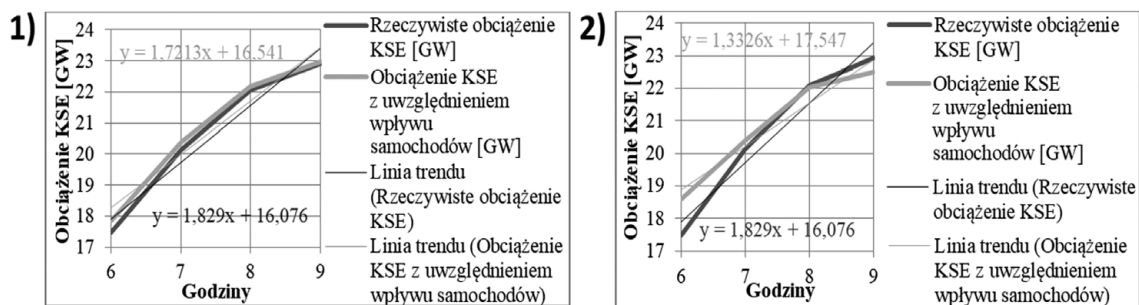 1)
Obciążenie KSE [GW]
24
23
22
21
20
19
18
17
y = 1,7213x + 16,541
y = 1,829x + 16,076
6 7 8 9
Godziny
Rzeczywiste obciążenie
KSE [GW]
Obciążenie KSE
z uwzględnieniem
wpływu
samochodów [GW]
Linia trendu
(Rzeczywiste obciążenie
KSE)
Linia trendu (Obciążenie
KSE z uwzględnieniem
wpływu samochodów)
2)
Obciążenie KSE [GW]
24
23
22
21
20
19
18
17
y = 1,3326x + 17,547
y = 1,829x + 16,076
6 7 8 9
Godziny
Rzeczywiste obciążenie
KSE [GW]
Obciążenie KSE
z uwzględnieniem
wpływu
samochodów [GW]
Linia trendu (Rzeczywiste
obciążenie KSE)
Linia trendu (Obciążenie
KSE z uwzględnieniem
wpływu samochodów)